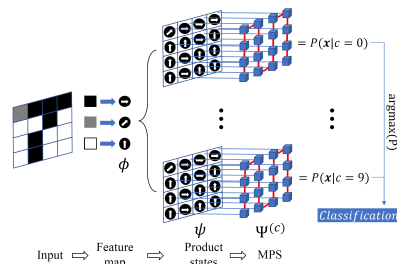 = P(x|c = 0)
ϕ
argmax(P)
= P(x|c = 9)
Classification
ψ
Ψ(c)
Input ⇨ Feature map ⇨ Product states ⇨ MPS